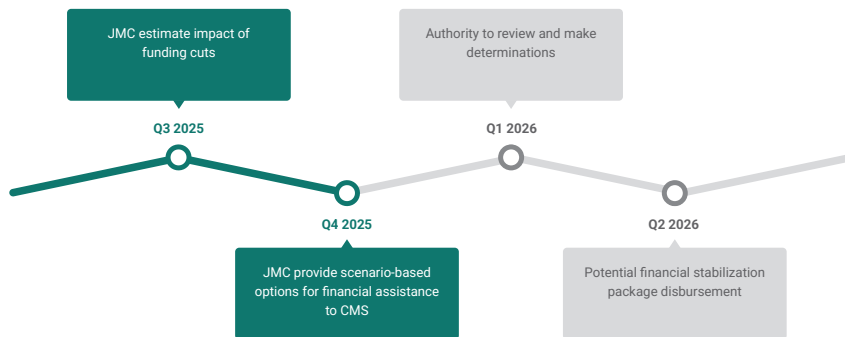 JMC estimate impact of
funding cuts
Q3 2025
Q4 2025
JMC provide scenario-based
options for financial assistance
to CMS
Authority to review and make
determinations
Q1 2026
Q2 2026
Potential financial stabilization
package disbursement